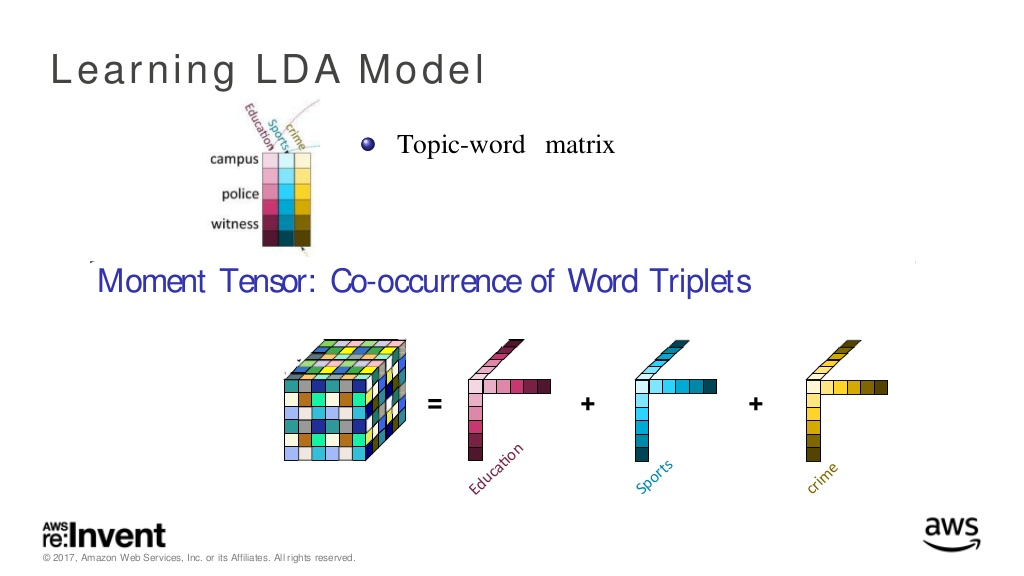 Learning LDA Model
Education
Sports
crime
campus
police
witness
Topic-word matrix
Moment Tensor: Co-occurrence of Word Triplets
= + +
Education
Sports
crime
AWS
re:Invent
aws
© 2017, Amazon Web Services, Inc. or its Affiliates. All rights reserved.